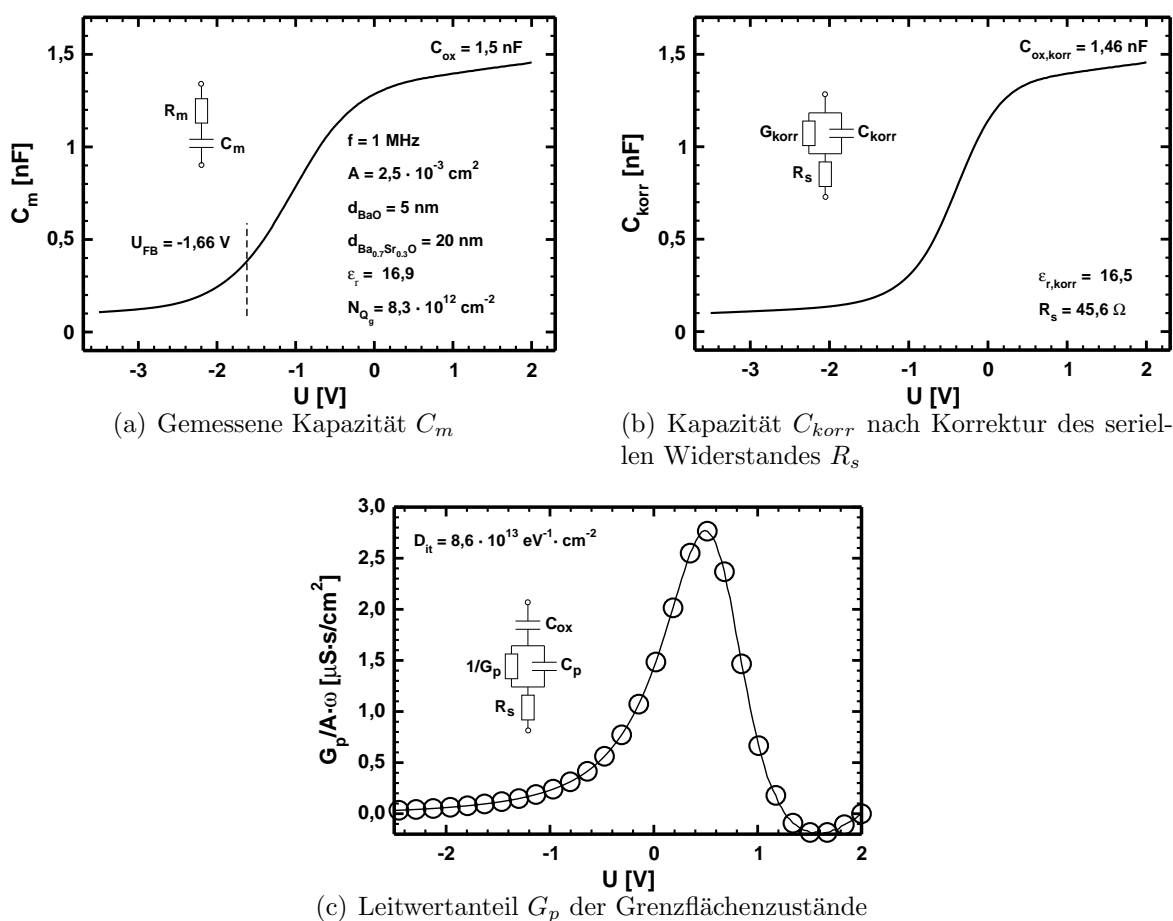 1,5
1
0,5
0
C_m [nF]
C_ox = 1,5 nF
R_m
C_m
f = 1 MHz
A = 2,5 · 10^-3 cm^2
d_BaO = 5 nm
d_Ba_0.7Sr_0.3O = 20 nm
ε_r = 16,9
N_Q_g = 8,3 · 10^12 cm^-2
U_FB = -1,66 V
-3 -2 -1 0 1 2
U [V]
(a) Gemessene Kapazität C_m
1,5
1
0,5
0
C_korr [nF]
C_ox,korr = 1,46 nF
G_korr
C_korr
R_s
ε_r,korr = 16,5
R_s = 45,6 Ω
-3 -2 -1 0 1 2
U [V]
(b) Kapazität C_korr nach Korrektur des seriel-
len Widerstandes R_s
3,0
2,5
2,0
1,5
1,0
0,5
0,0
G_p/A·ω [µS·s/cm^2]
D_it = 8,6 · 10^13 eV^-1 · cm^-2
C_ox
1/G_p
C_p
R_s
-2 -1 0 1 2
U [V]
(c) Leitwertanteil G_p der Grenzflächenzustände